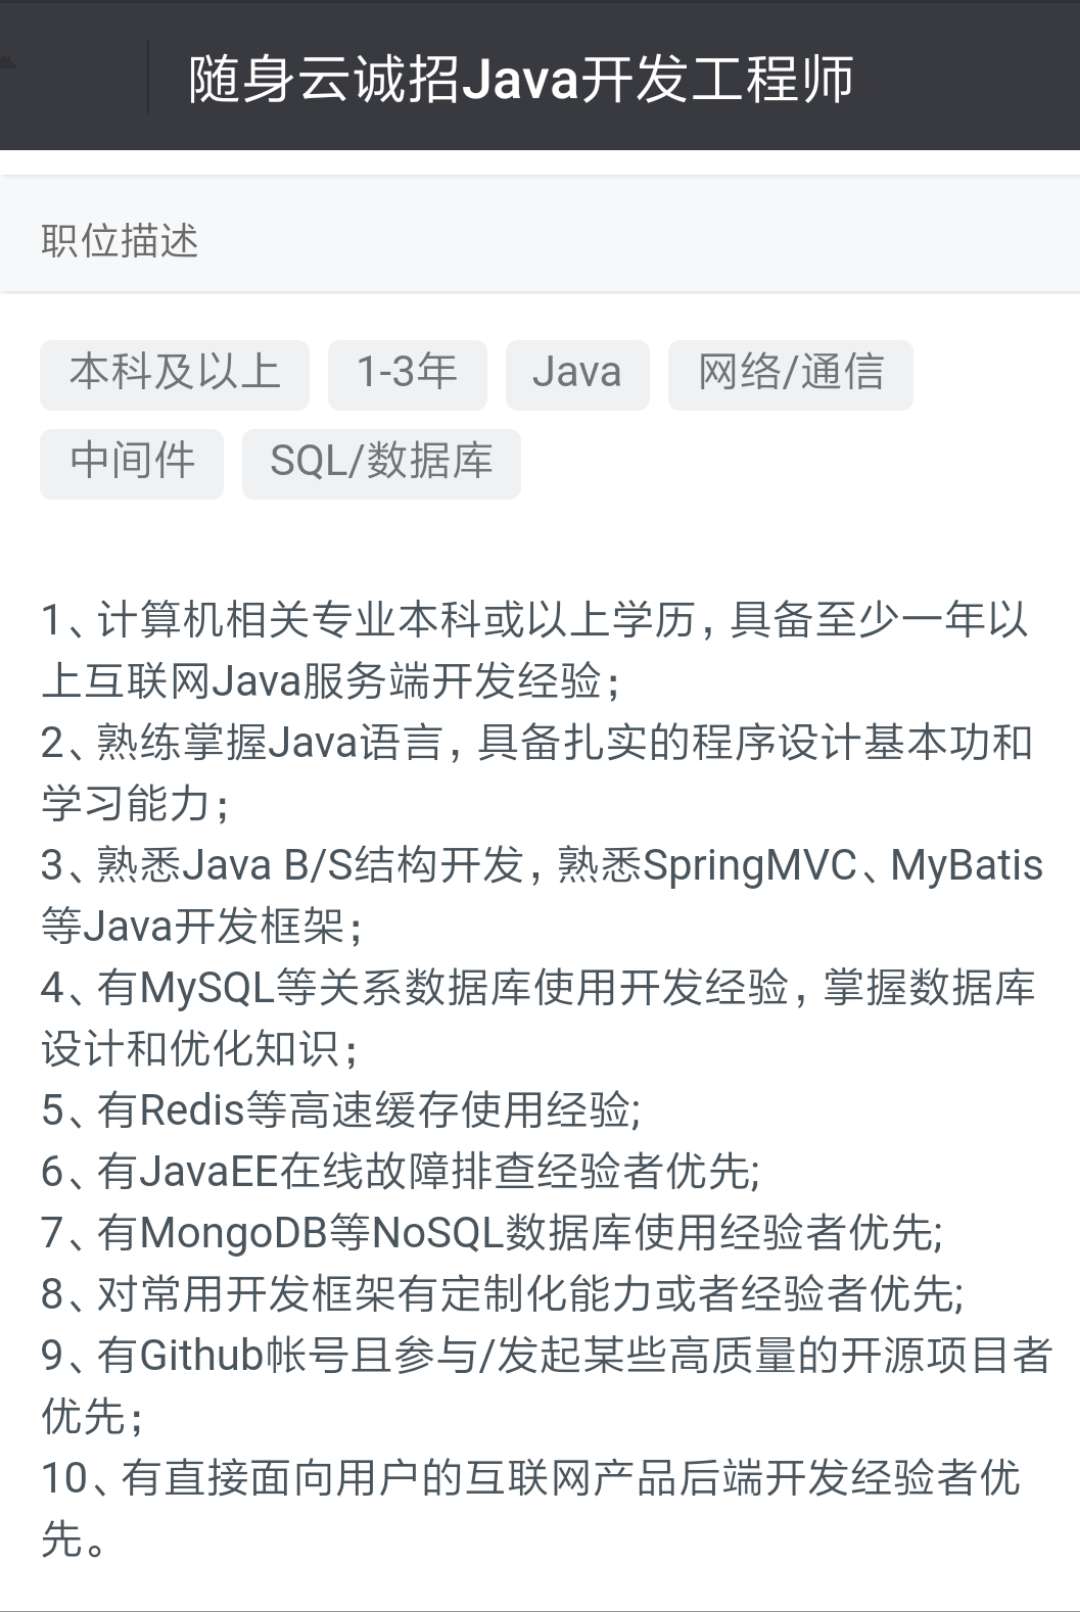 随身云诚招Java开发工程师
职位描述
本科及以上 1-3年 Java 网络/通信
中间件 SQL/数据库
1、计算机相关专业本科或以上学历，具备至少一年以
上互联网Java服务端开发经验；
2、熟练掌握Java语言，具备扎实的程序设计基本功和
学习能力；
3、熟悉Java B/S结构开发，熟悉SpringMVC、MyBatis
等Java开发框架；
4、有MySQL等关系数据库使用开发经验，掌握数据库
设计和优化知识；
5、有Redis等高速缓存使用经验;
6、有JavaEE在线故障排查经验者优先;
7、有MongoDB等NoSQL数据库使用经验者优先;
8、对常用开发框架有定制化能力或者经验者优先;
9、有Github帐号且参与/发起某些高质量的开源项目者
优先；
10、有直接面向用户的互联网产品后端开发经验者优
先。